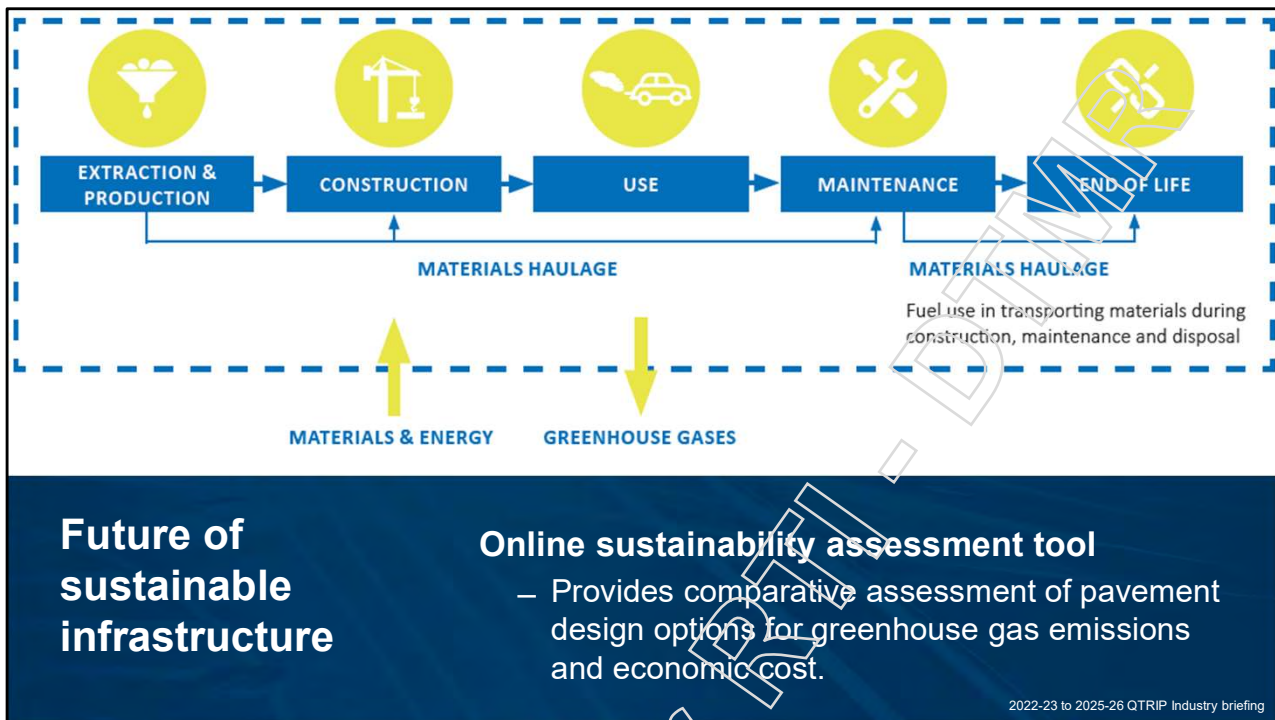 EXTRACTION &
PRODUCTION
CONSTRUCTION
USE
MAINTENANCE
END OF LIFE
MATERIALS HAULAGE
MATERIALS HAULAGE
Fuel use in transporting materials during
construction, maintenance and disposal
MATERIALS & ENERGY
GREENHOUSE GASES
Future of
sustainable
infrastructure
Online sustainability assessment tool
– Provides comparative assessment of pavement
design options for greenhouse gas emissions
and economic cost.
2022-23 to 2025-26 QTRIP Industry briefing
RTI - DTMR